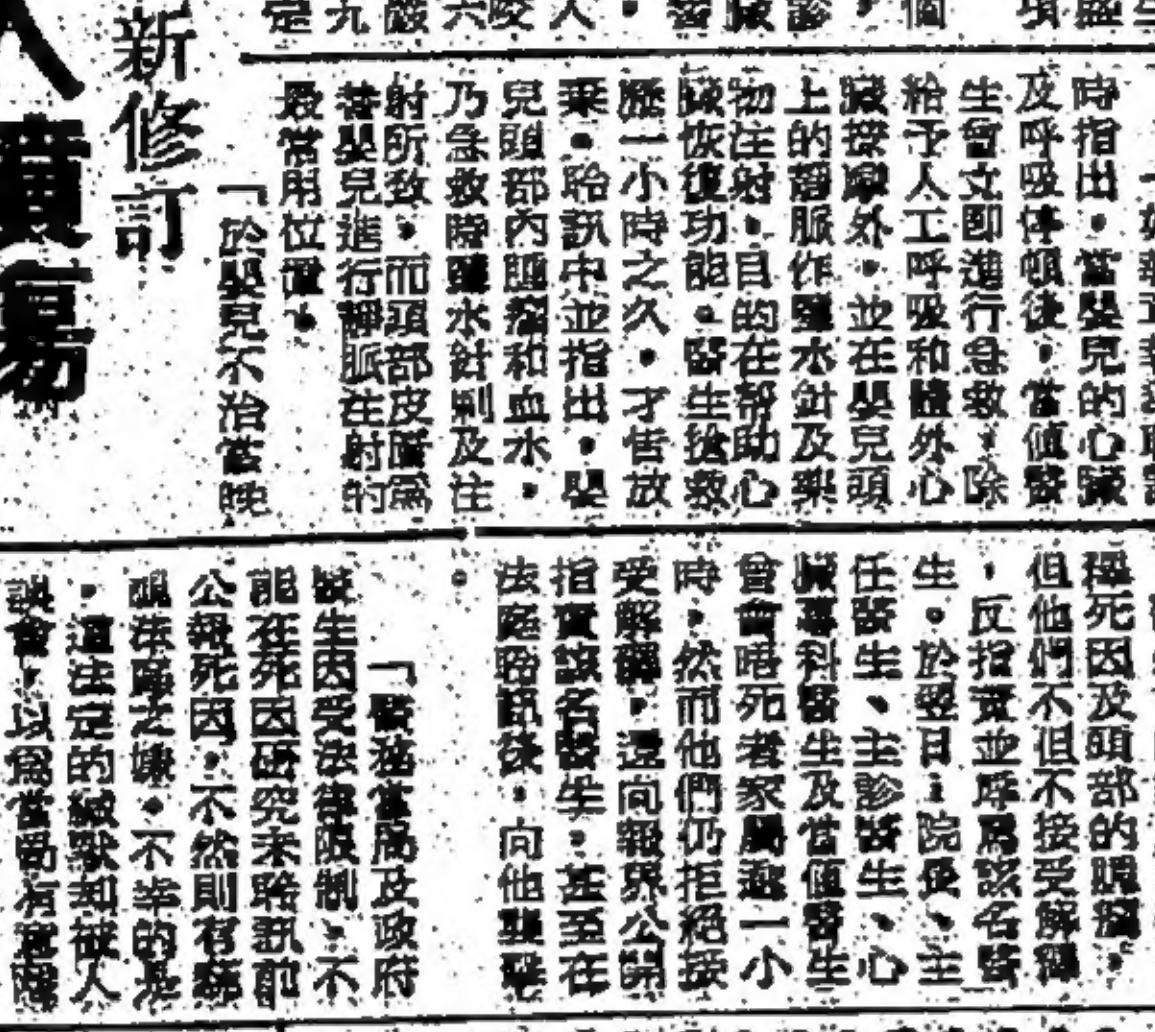 時指出，當嬰兒的心臟
及呼吸停頓後，當値醫
生曾文即進行急救，除
給予人工呼吸和體外心
臟按摩外，並在嬰兒頭
上的靜脈作鹽水針及藥
物注射，目的在帮助心
臟恢復功能。醫生搶救
歷一小時之久，才告放
棄。聆訊中並指出，嬰
兒頭部內腫瘤和血水，
乃急救時鹽水針刺及注
射所致，而頭部皮膚爲
替嬰兒進行靜脈注射的
最常用位置。
「於嬰兒不治當晚
新修訂
極死因及頭部的腫瘤，
但他們不但不接受解釋
，反指責並辱罵該名醫
生。於翌日，院長、主
任醫生、主診醫生、心
臟專科醫生及當値醫生
曾會晤死者家屬逾一小
時，然而他們仍拒絕接
受解釋，還向報界公開
指責該名醫生，甚至在
法庭聆訊後，向他襲擊
。
「醫務當局及政府
醫生因受法律限制，不
能在死因研究未聆訊前
公報死因，不然則有藐
視法庭之嫌。不幸的是
，這法定的緘默却被人
誤會，以爲當局有意隱